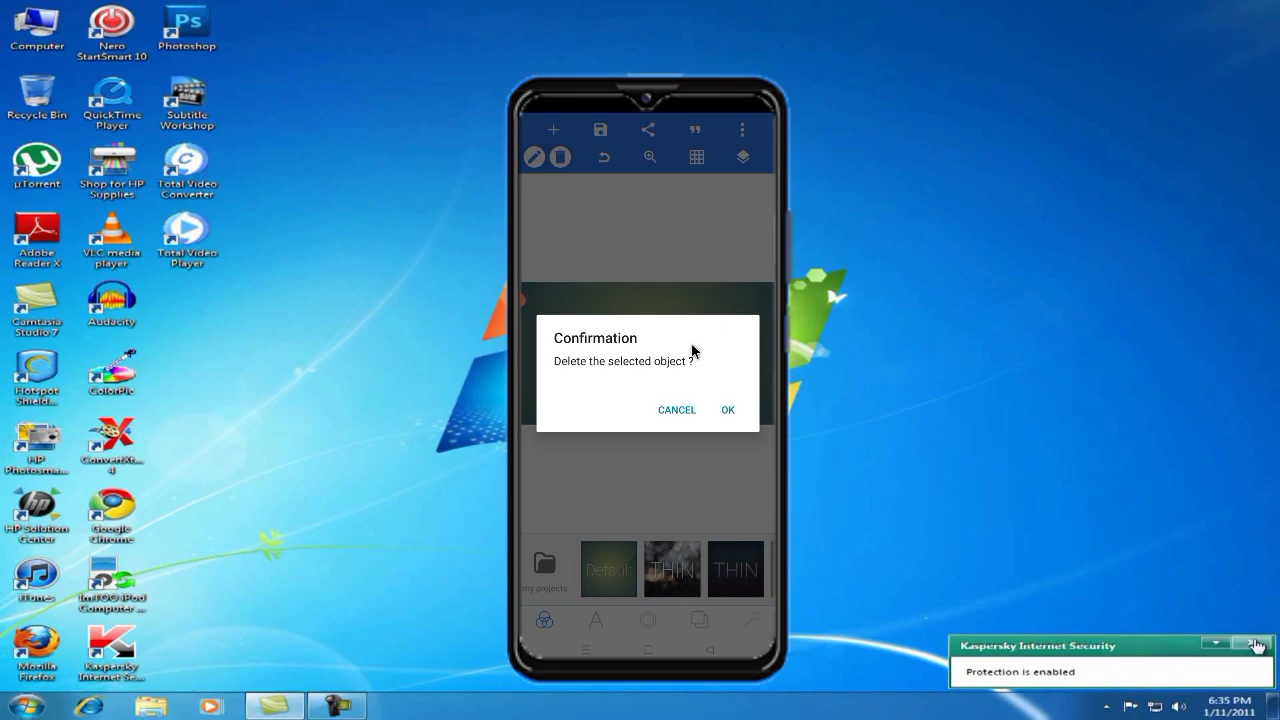 Computer
Nero
StartSmart 10
Ps
Photoshop
Recycle Bin
QuickTime
Player
Subtitle
Workshop
µTorrent
Shop for HP
Supplies
Total Video
Converter
Adobe
Reader X
VLC media
player
Total Video
Player
Camtasia
Studio 7
Audacity
Hotspot
Shield...
ColorPic
HP
Photosma...
ConvertXt...
4
HP Solution
Center
Google
Chrome
iTunes
ImTOO iPod
Computer ...
Mozilla
Firefox
Kaspersky
Internet Se...
Confirmation
Delete the selected object ?
CANCEL
OK
my projects
Default
THIN
THIN
A
Kaspersky Internet Security
Protection is enabled
6:35 PM
1/11/2011